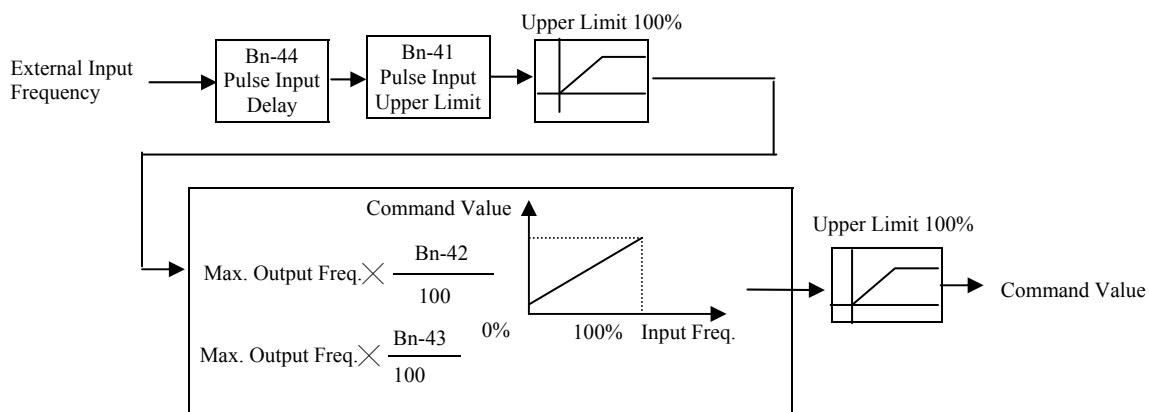 Upper Limit 100%
External Input
Frequency
Bn-44
Pulse Input
Delay
Bn-41
Pulse Input
Upper Limit
Command Value
Max. Output Freq.× Bn-42
100
Max. Output Freq.× Bn-43
100
0%
100%
Input Freq.
Upper Limit 100%
Command Value